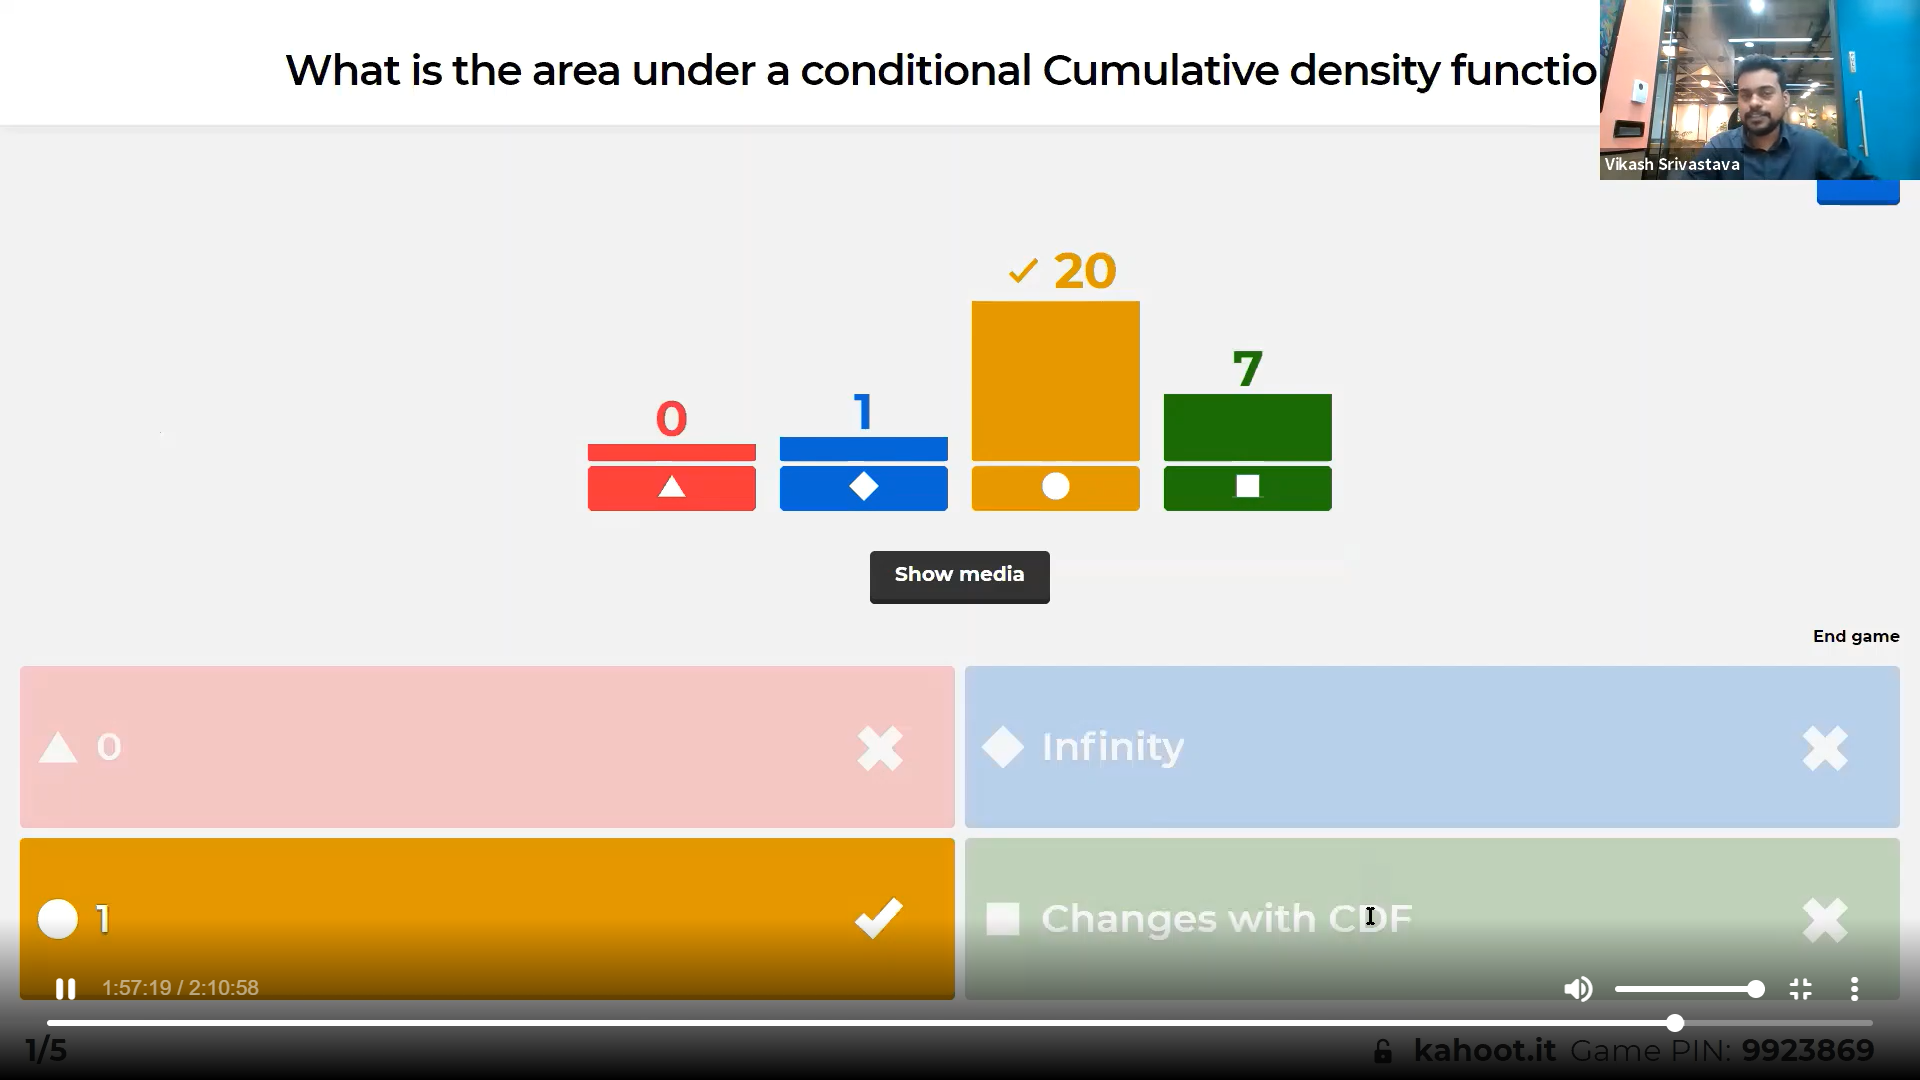 What is the area under a conditional Cumulative density functio
Vikash Srivastava
0
1
20
7
Show media
End game
0
Infinity
1
Changes with CDF
1:57:19 / 2:10:58
1/5
kahoot.it Game PIN: 9923869